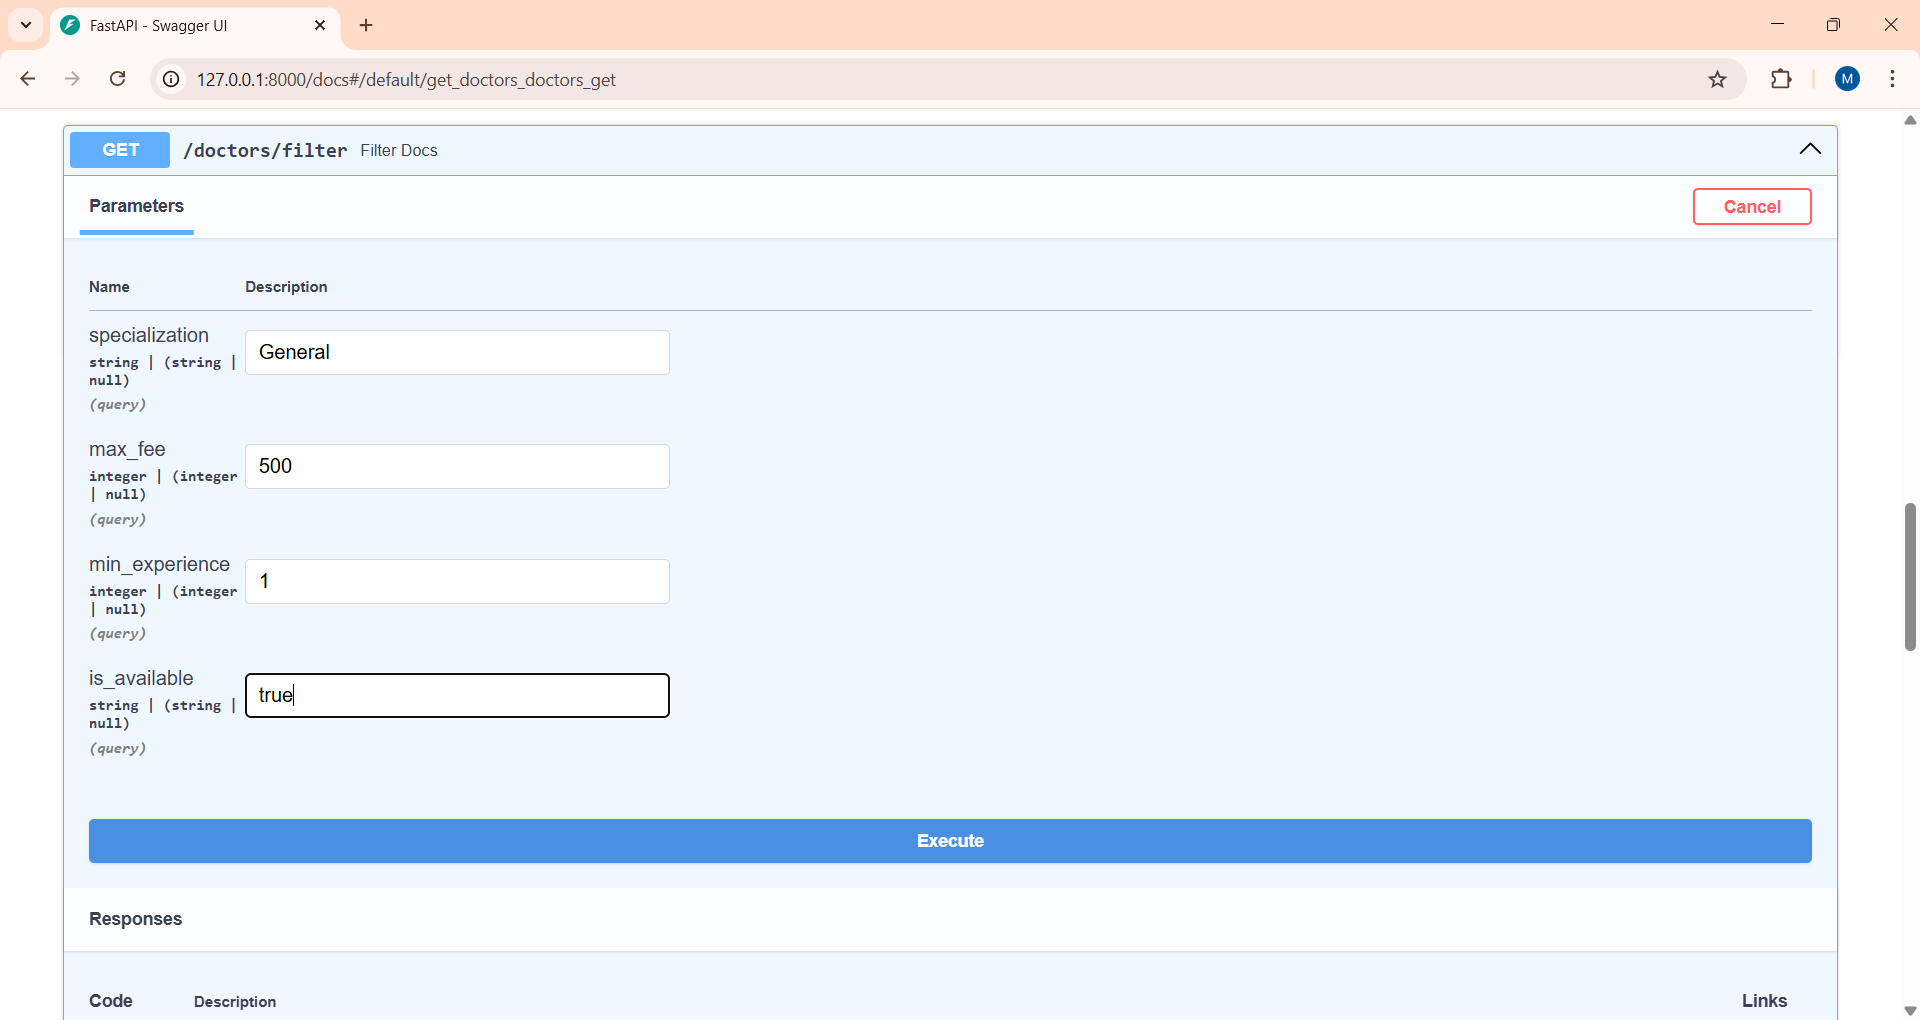 FastAPI - Swagger UI
127.0.0.1:8000/docs#/default/get_doctors_doctors_get
M
GET /doctors/filter Filter Docs
Parameters
Cancel
Name Description
specialization
string | (string |
null)
(query)
General
max_fee
integer | (integer
| null)
(query)
500
min_experience
integer | (integer
| null)
(query)
1
is_available
string | (string |
null)
(query)
true
Execute
Responses
Code Description Links